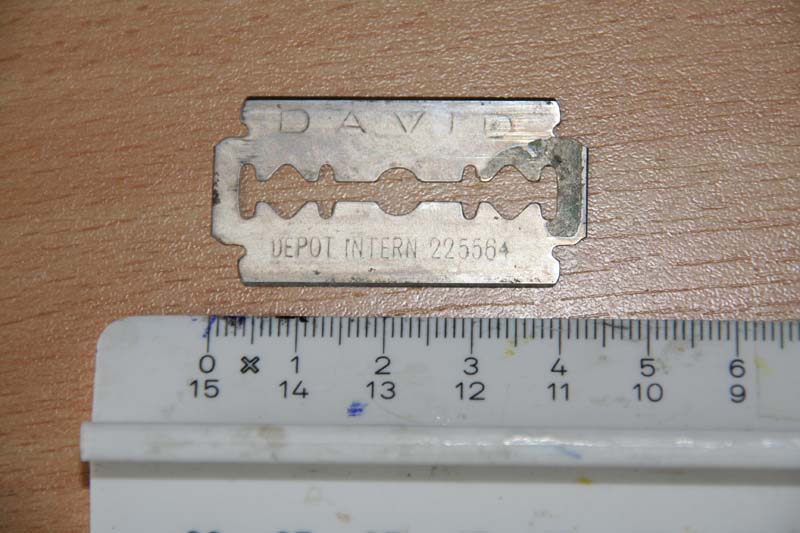 DAVID
DEPOT INTERN 225564
0 1 2 3 4 5 6
15 14 13 12 11 10 9